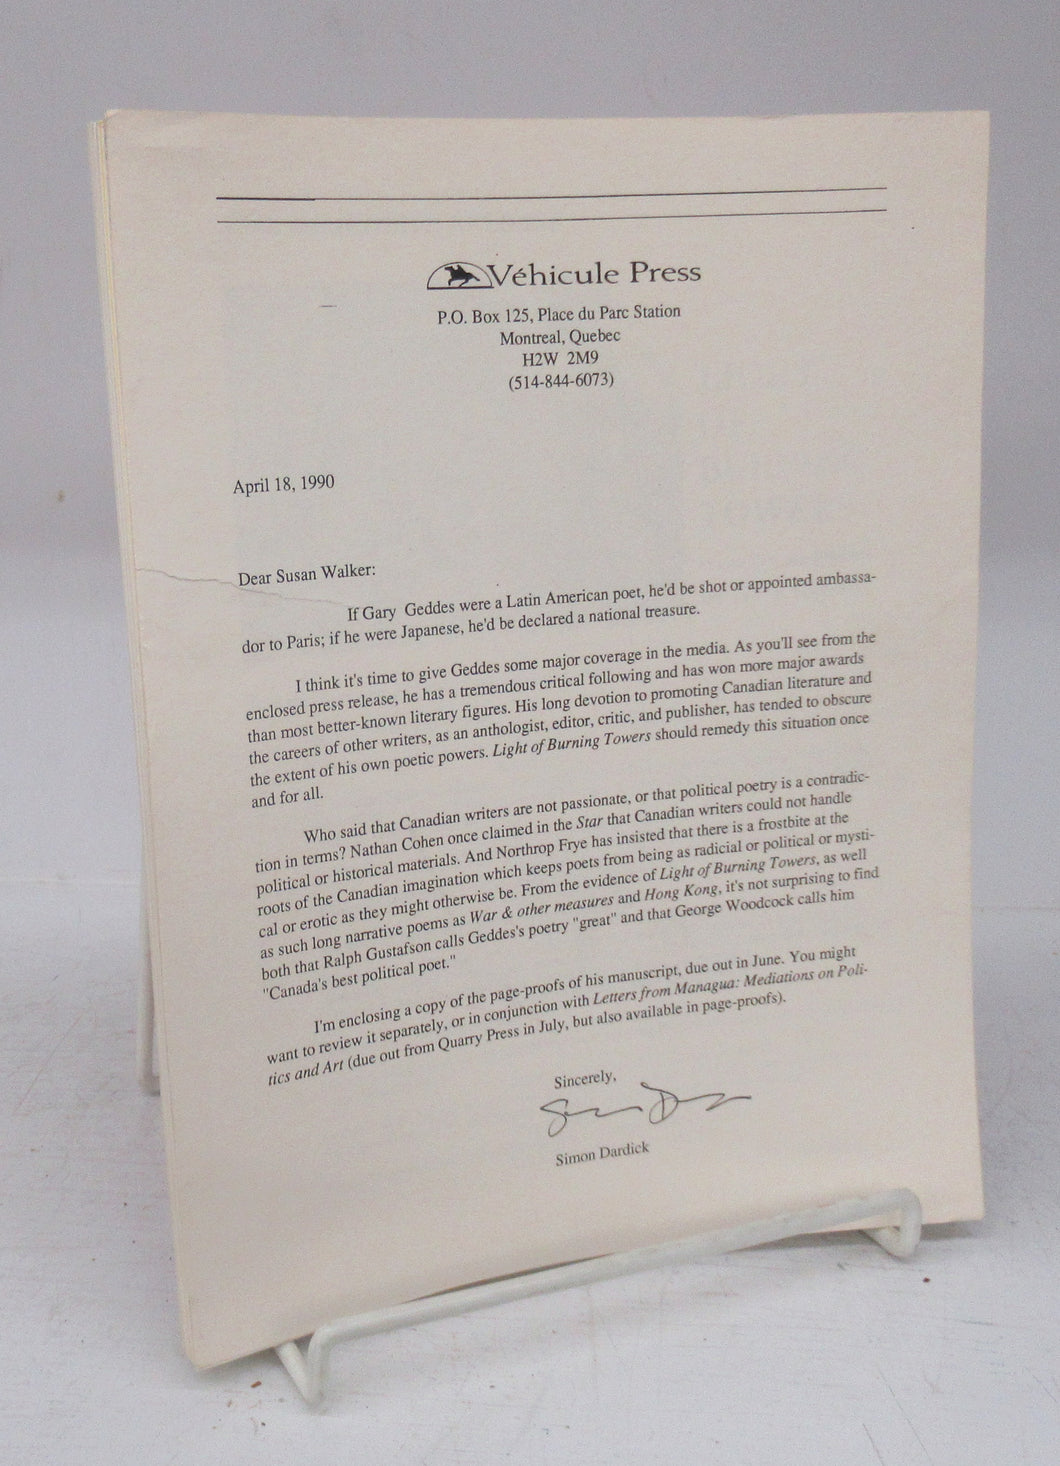 Véhicule Press
P.O. Box 125, Place du Parc Station
Montreal, Quebec
H2W 2M9
(514-844-6073)
April 18, 1990
Dear Susan Walker:
If Gary Geddes were a Latin American poet, he'd be shot or appointed ambassa-
dor to Paris; if he were Japanese, he'd be declared a national treasure.
I think it's time to give Geddes some major coverage in the media. As you'll see from the
enclosed press release, he has a tremendous critical following and has won more major awards
than most better-known literary figures. His long devotion to promoting Canadian literature and
the careers of other writers, as an anthologist, editor, critic, and publisher, has tended to obscure
the extent of his own poetic powers. Light of Burning Towers should remedy this situation once
and for all.
Who said that Canadian writers are not passionate, or that political poetry is a contradic-
tion in terms? Nathan Cohen once claimed in the Star that Canadian writers could not handle
political or historical materials. And Northrop Frye has insisted that there is a frostbite at the
roots of the Canadian imagination which keeps poets from being as radicial or political or mysti-
cal or erotic as they might otherwise be. From the evidence of Light of Burning Towers, as well
as such long narrative poems as War & other measures and Hong Kong, it's not surprising to find
both that Ralph Gustafson calls Geddes's poetry "great" and that George Woodcock calls him
"Canada's best political poet."
I'm enclosing a copy of the page-proofs of his manuscript, due out in June. You might
want to review it separately, or in conjunction with Letters from Managua: Mediations on Poli-
tics and Art (due out from Quarry Press in July, but also available in page-proofs).
Sincerely,
Simon Dardick